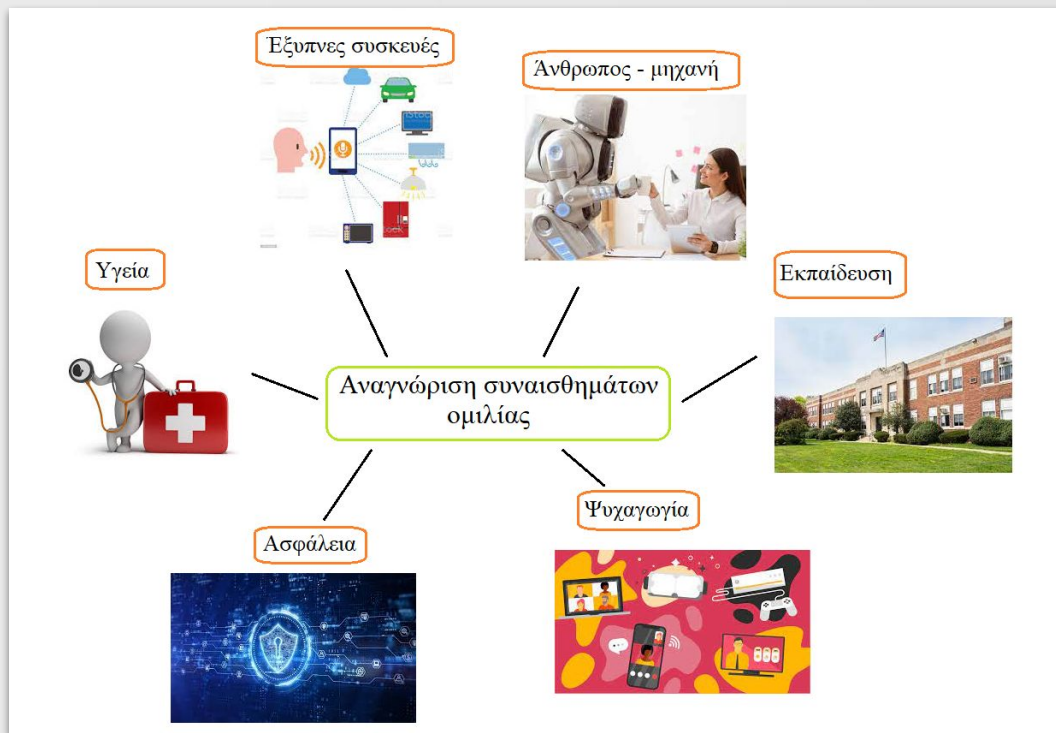 Έξυπνες συσκευές
Άνθρωπος - μηχανή
Υγεία
Εκπαίδευση
Αναγνώριση συναισθημάτων
ομιλίας
Ψυχαγωγία
Ασφάλεια